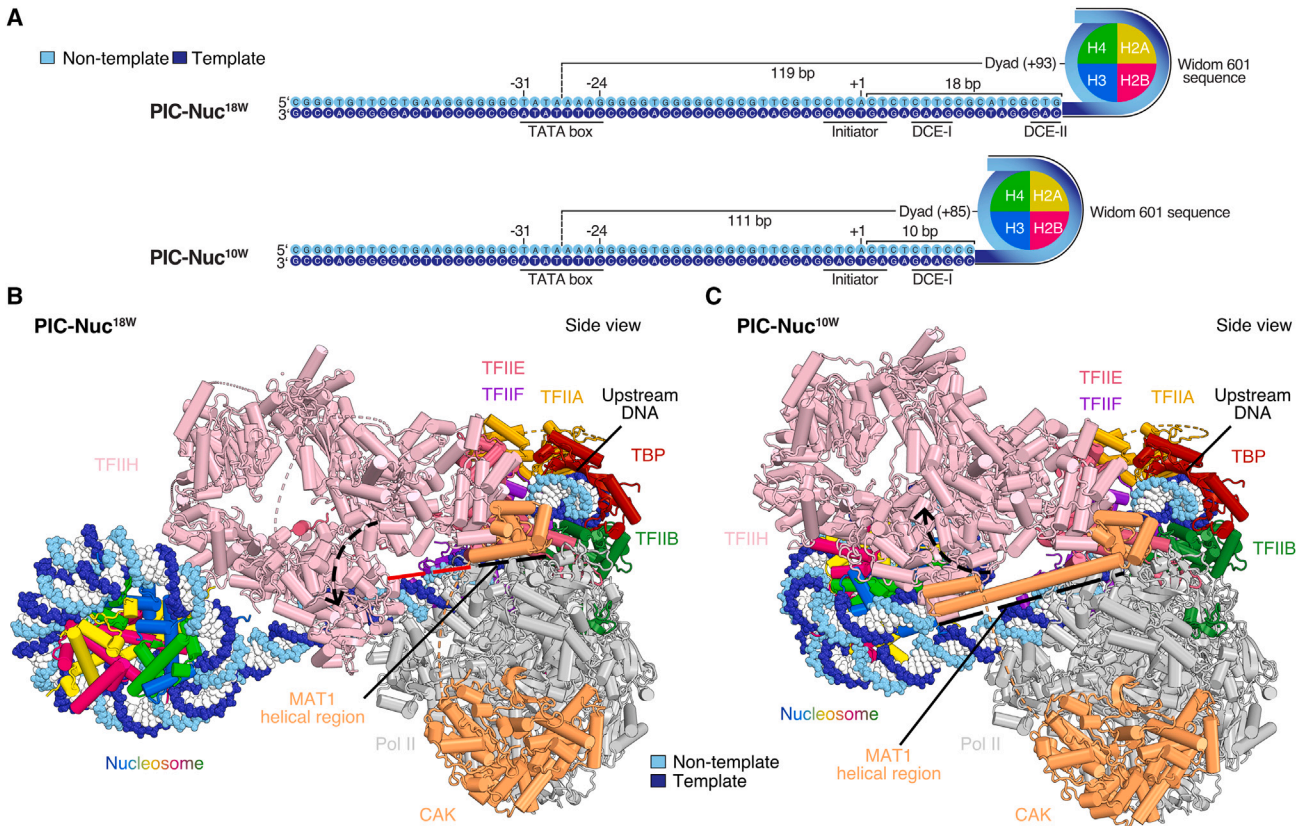 A
Non-template
Template
Dyad (+93)
H4
H2A
H3
H2B
Widom 601
sequence
119 bp
-31
-24
+1
18 bp
PIC-Nuc18W
5'
3'
TATA box
Initiator
DCE-I
DCE-II
Dyad (+85)
H4
H2A
H3
H2B
Widom 601 sequence
111 bp
-31
-24
+1
10 bp
PIC-Nuc10W
5'
3'
TATA box
Initiator
DCE-I
B
PIC-Nuc18W
Side view
TFIIE
TFIIF
TFIIA
Upstream
DNA
TFIIH
TBP
TFIIB
MAT1
helical region
Pol II
Nucleosome
CAK
Non-template
Template
C
PIC-Nuc10W
Side view
TFIIE
TFIIF
TFIIA
Upstream
DNA
TBP
TFIIH
TFIIB
Nucleosome
MAT1
helical region
Pol II
CAK